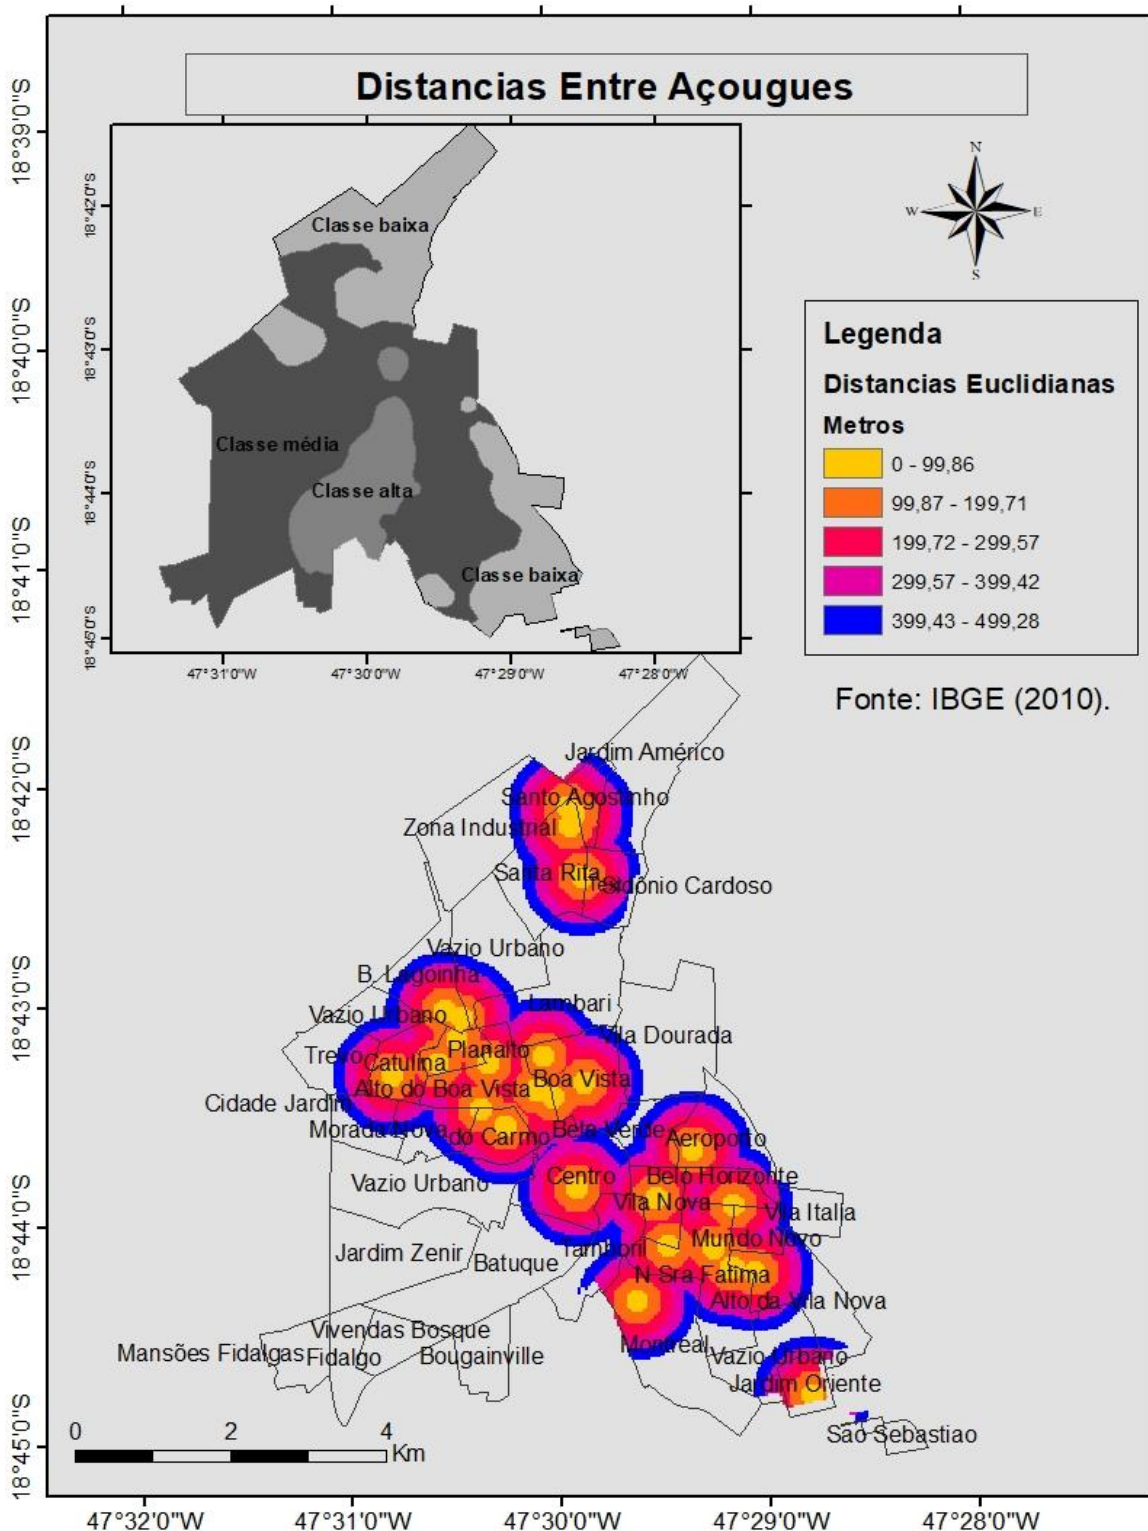 Distancias Entre Açougues
18°39'0"S
18°40'0"S
18°41'0"S
18°42'0"S
18°43'0"S
18°44'0"S
18°45'0"S
18°42'0"S
18°43'0"S
18°44'0"S
18°45'0"S
Classe baixa
Classe média
Classe alta
Classe baixa
47°31'0"W
47°30'0"W
47°29'0"W
47°28'0"W
N
W
E
S
Legenda
Distancias Euclidianas
Metros
0 - 99,86
99,87 - 199,71
199,72 - 299,57
299,57 - 399,42
399,43 - 499,28
Fonte: IBGE (2010).
Jardim Américo
Santo Agostinho
Zona Industrial
Santa Rita
Sidônio Cardoso
Vazio Urbano
B. Lagoinha
Lambari
Vazio Urbano
Vila Dourada
Trevo
Planalto
Catulina
Boa Vista
Alto do Boa Vista
Cidade Jardim
Morada Nova
do Carmo
Bela Verde
Aeroporto
Vazio Urbano
Centro
Belo Horizonte
Vila Nova
Vila Italia
Jardim Zenir
Batuque
Tamboril
Mundo Novo
N Sra Fatima
Alto da Vila Nova
Vivendas Bosque
Montreal
Mansões Fidalgas
Fidalgo
Bougainville
Vazio Urbano
Jardim Oriente
São Sebastiao
0 2 4
Km
47°32'0"W
47°31'0"W
47°30'0"W
47°29'0"W
47°28'0"W